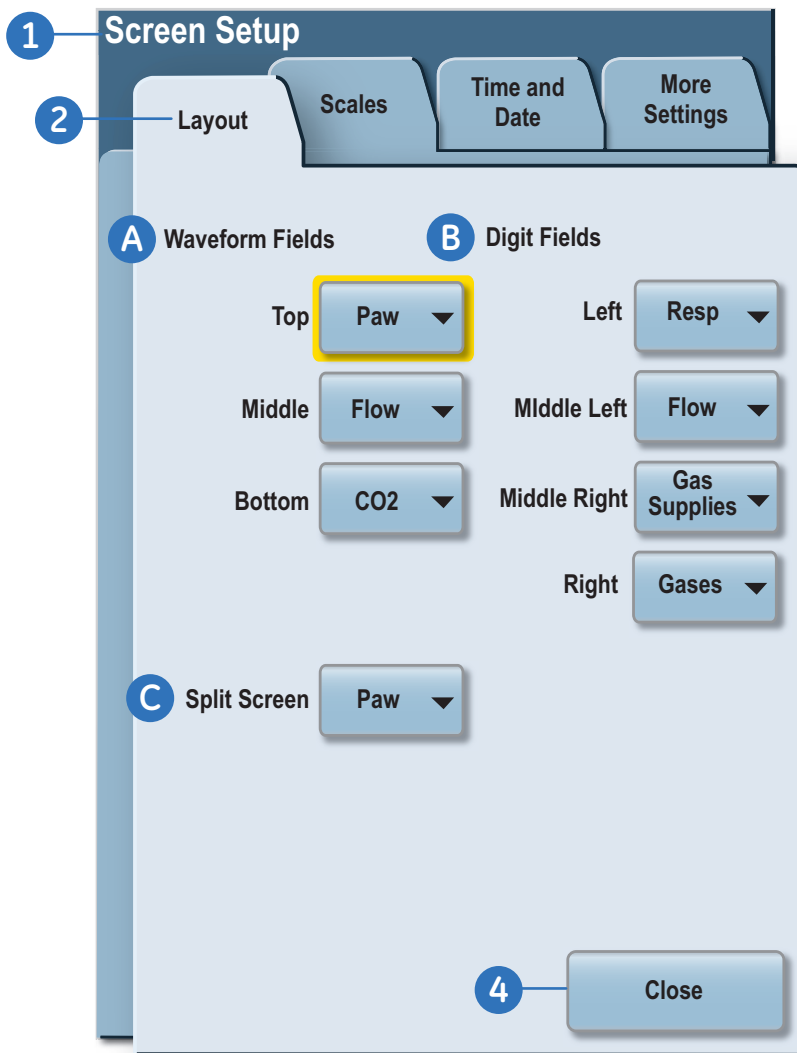 1 Screen Setup
2 Layout
Scales
Time and
Date
More
Settings
A Waveform Fields
Top Paw
Middle Flow
Bottom CO2
B Digit Fields
Left Resp
MIddle Left Flow
Middle Right Gas
Supplies
Right Gases
C Split Screen Paw
4 Close